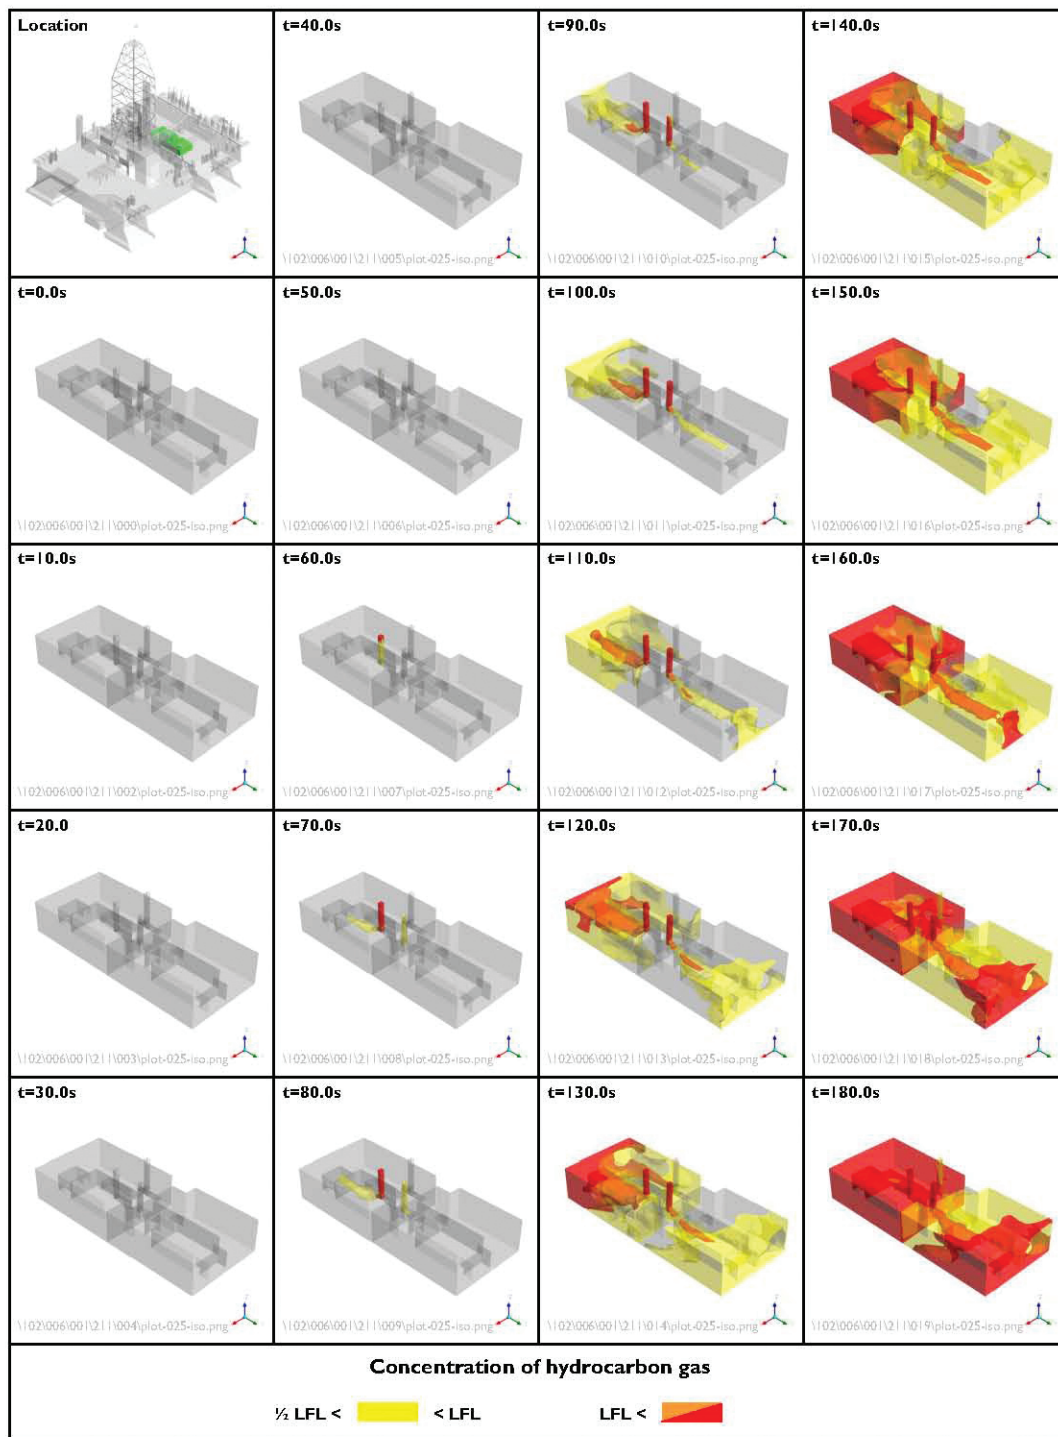 Location
t=40.0s
t=90.0s
t=140.0s
\102\006\001\211\005\plot-025-iso.png
\102\006\001\211\010\plot-025-iso.png
\102\006\001\211\015\plot-025-iso.png
t=0.0s
t=50.0s
t=100.0s
t=150.0s
\102\006\001\211\000\plot-025-iso.png
\102\006\001\211\006\plot-025-iso.png
\102\006\001\211\011\plot-025-iso.png
\102\006\001\211\016\plot-025-iso.png
t=10.0s
t=60.0s
t=110.0s
t=160.0s
\102\006\001\211\002\plot-025-iso.png
\102\006\001\211\007\plot-025-iso.png
\102\006\001\211\012\plot-025-iso.png
\102\006\001\211\017\plot-025-iso.png
t=20.0
t=70.0s
t=120.0s
t=170.0s
\102\006\001\211\003\plot-025-iso.png
\102\006\001\211\008\plot-025-iso.png
\102\006\001\211\013\plot-025-iso.png
\102\006\001\211\018\plot-025-iso.png
t=30.0s
t=80.0s
t=130.0s
t=180.0s
\102\006\001\211\004\plot-025-iso.png
\102\006\001\211\009\plot-025-iso.png
\102\006\001\211\014\plot-025-iso.png
\102\006\001\211\019\plot-025-iso.png
Concentration of hydrocarbon gas
½ LFL < < LFL LFL <